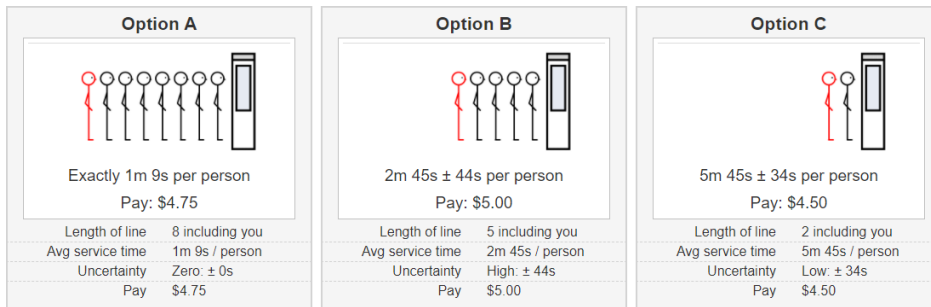 Option A
Exactly 1m 9s per person
Pay: $4.75
Length of line 8 including you
Avg service time 1m 9s / person
Uncertainty Zero: ± 0s
Pay $4.75
Option B
2m 45s ± 44s per person
Pay: $5.00
Length of line 5 including you
Avg service time 2m 45s / person
Uncertainty High: ± 44s
Pay $5.00
Option C
5m 45s ± 34s per person
Pay: $4.50
Length of line 2 including you
Avg service time 5m 45s / person
Uncertainty Low: ± 34s
Pay $4.50